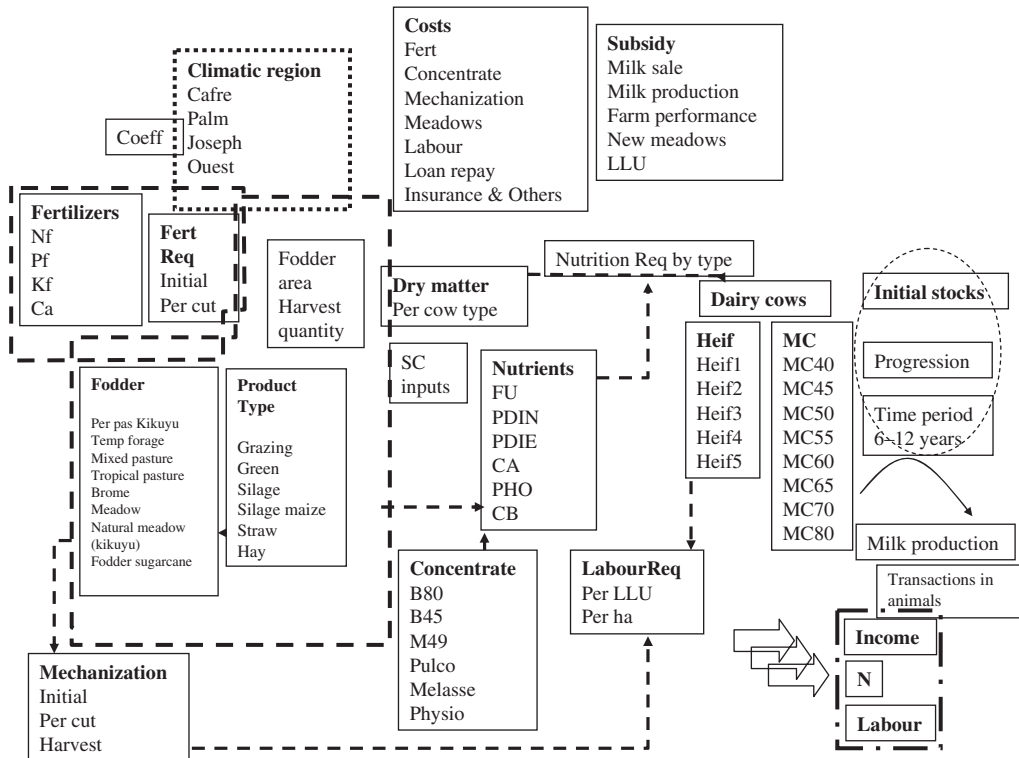 Costs
Fert
Concentrate
Mechanization
Meadows
Labour
Loan repay
Insurance & Others
Subsidy
Milk sale
Milk production
Farm performance
New meadows
LLU
Climatic region
Cafre
Palm
Joseph
Ouest
Coeff
Fertilizers
Nf
Pf
Kf
Ca
Fert
Req
Initial
Per cut
Fodder
area
Harvest
quantity
Dry matter
Per cow type
Nutrition Req by type
Dairy cows
Initial stocks
Heif
Heif1
Heif2
Heif3
Heif4
Heif5
MC
MC40
MC45
MC50
MC55
MC60
MC65
MC70
MC80
Progression
Time period
6–12 years
SC
inputs
Nutrients
FU
PDIN
PDIE
CA
PHO
CB
Fodder
Per pas Kikuyu
Temp forage
Mixed pasture
Tropical pasture
Brome
Meadow
Natural meadow
(kikuyu)
Fodder sugarcane
Product
Type
Grazing
Green
Silage
Silage maize
Straw
Hay
Milk production
Transactions in
animals
Concentrate
B80
B45
M49
Pulco
Melasse
Physio
LabourReq
Per LLU
Per ha
Income
N
Labour
Mechanization
Initial
Per cut
Harvest